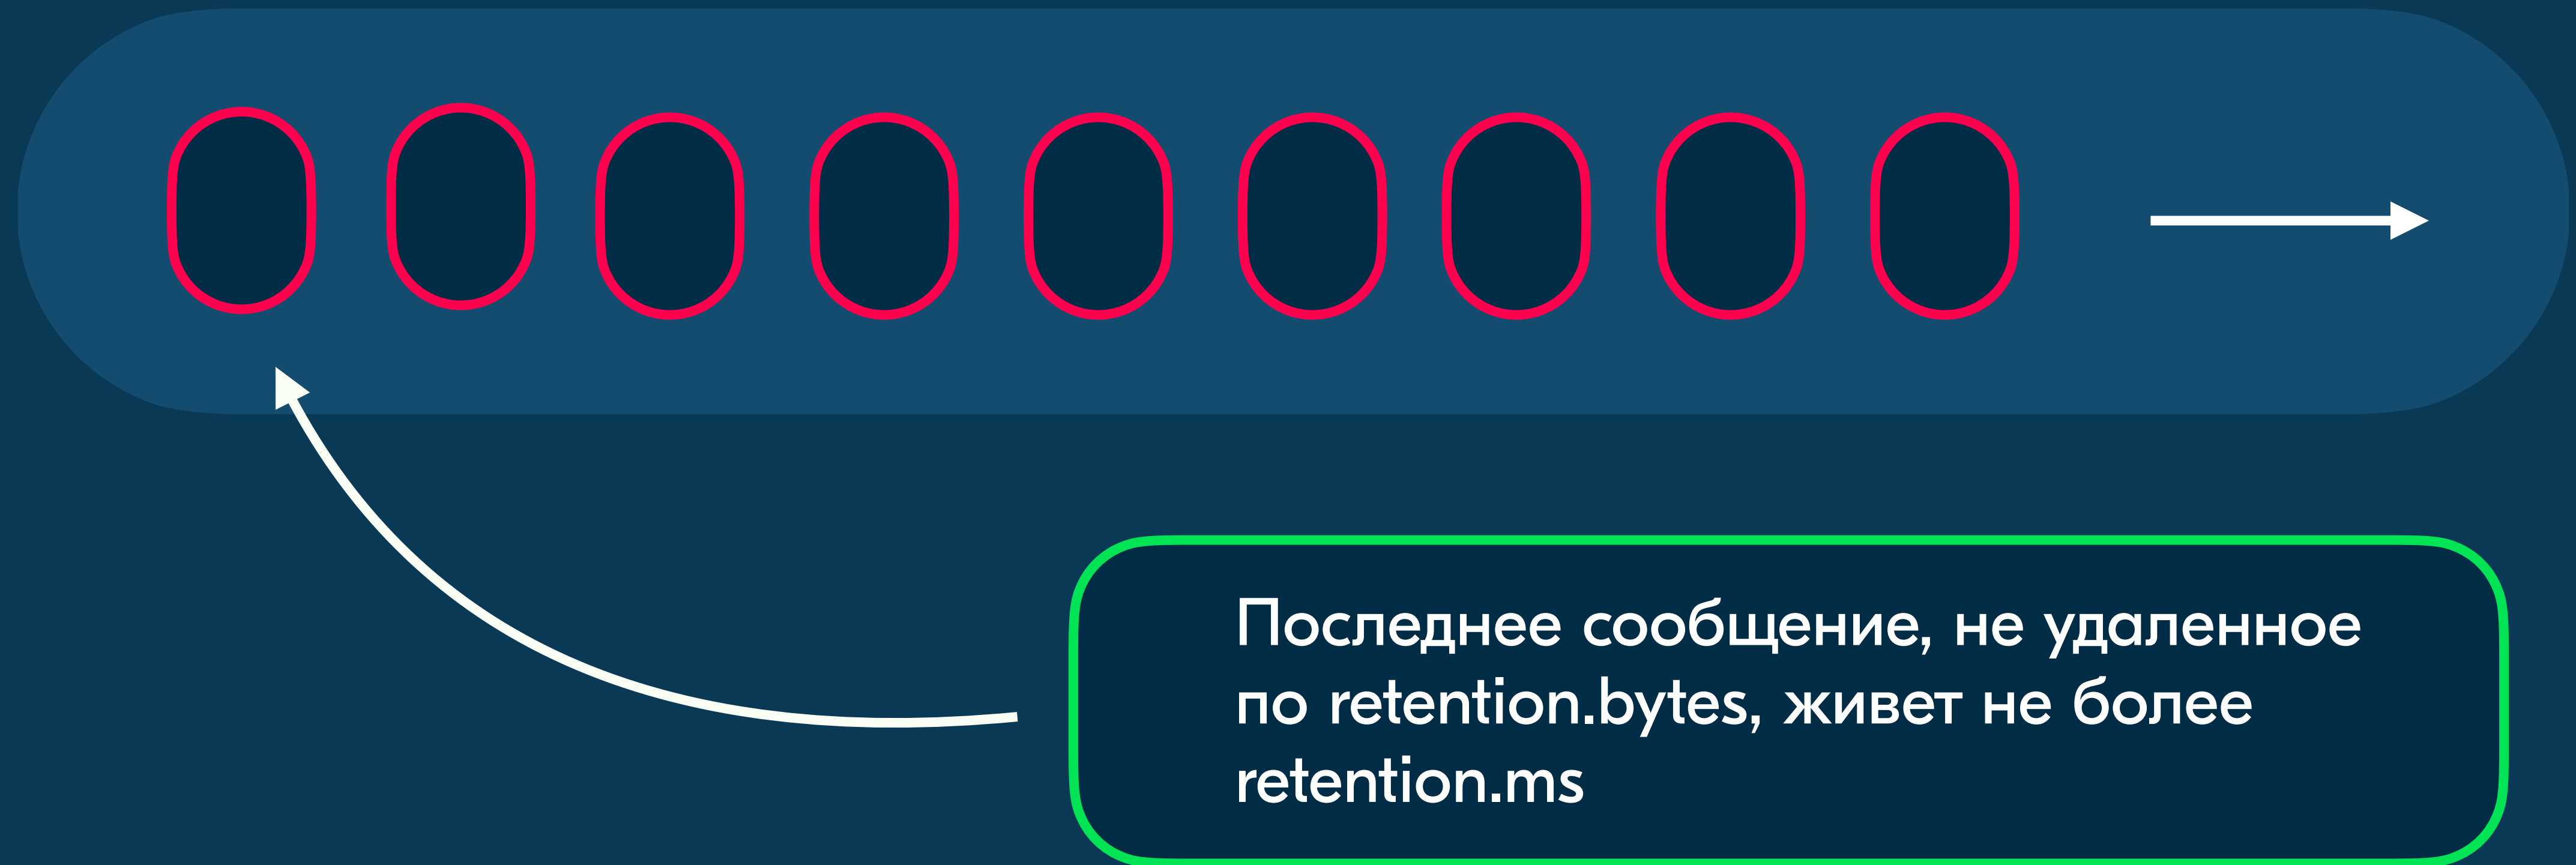 Последнее сообщение, не удаленное
по retention.bytes, живет не более
retention.ms